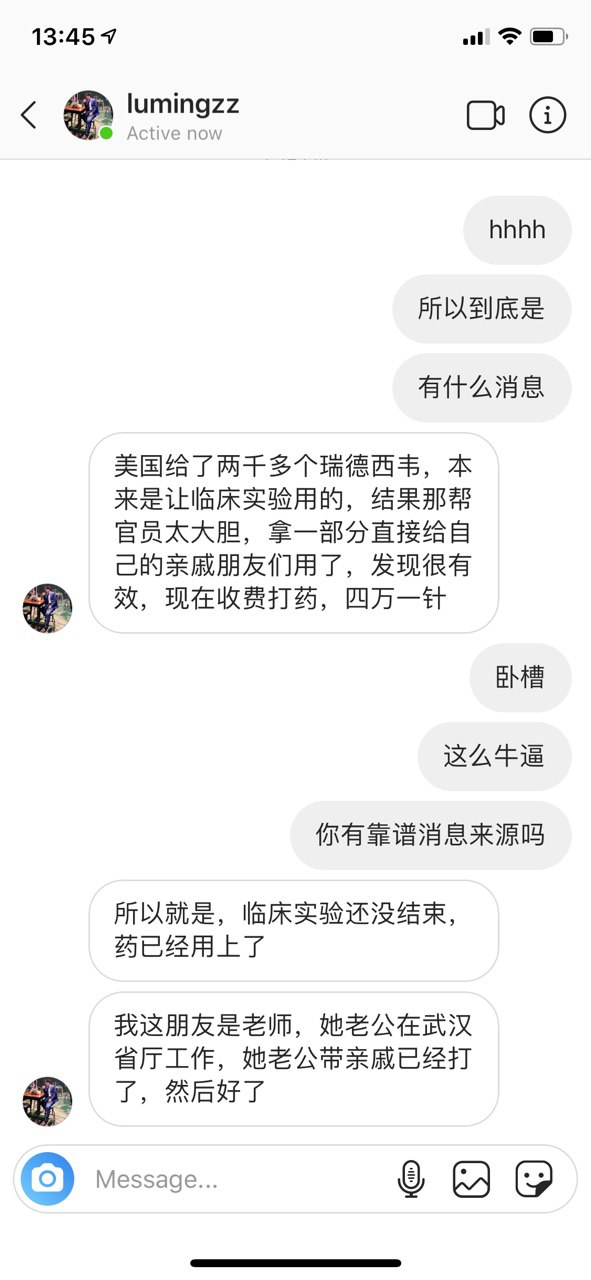 13:45
lumingzz
Active now
hhhh
所以到底是
有什么消息
美国给了两千多个瑞德西韦，本
来是让临床实验用的，结果那帮
官员太大胆，拿一部分直接给自
己的亲戚朋友们用了，发现很有
效，现在收费打药，四万一针
卧槽
这么牛逼
你有靠谱消息来源吗
所以就是，临床实验还没结束，
药已经用上了
我这朋友是老师，她老公在武汉
省厅工作，她老公带亲戚已经打
了，然后好了
Message...